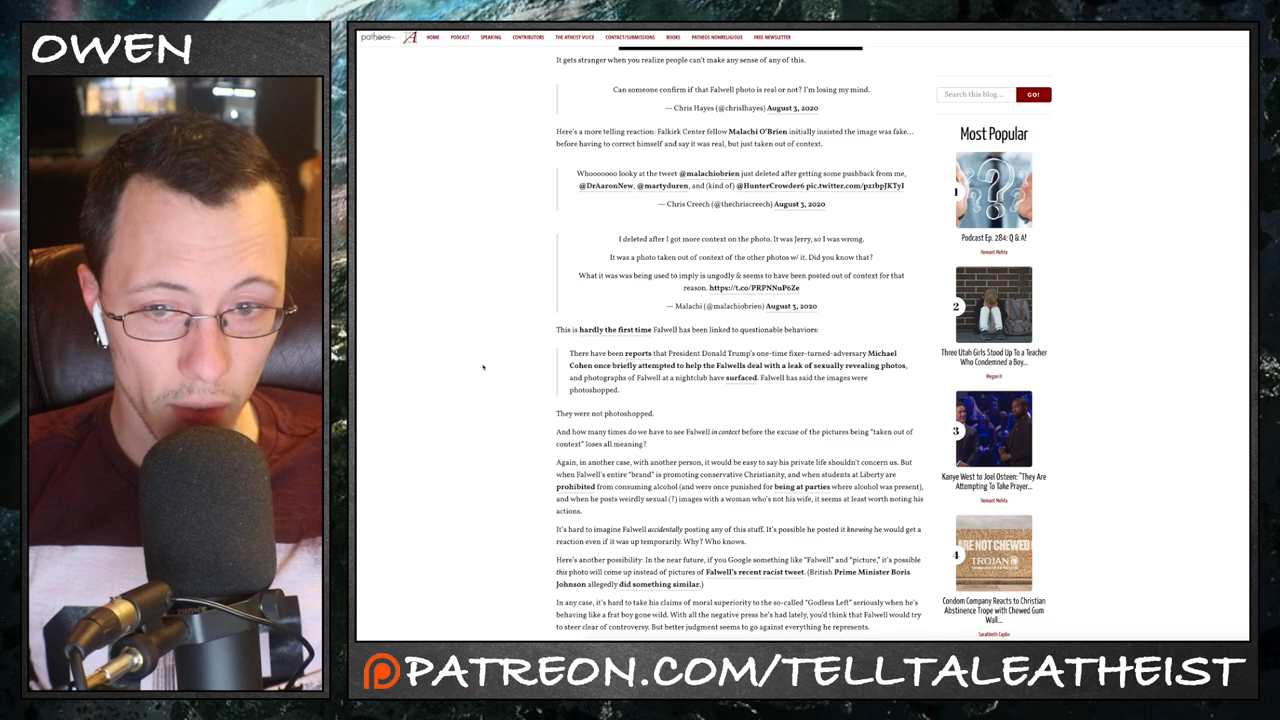 OWEN
patheos
HOME PODCAST SPEAKING CONTRIBUTORS THE ATHEIST VOICE CONTACT/SUBMISSIONS BOOKS PATHEOS NONRELIGIOUS FREE NEWSLETTER
It gets stranger when you realize people can't make any sense of any of this.
Can someone confirm if that Falwell photo is real or not? I'm losing my mind.
— Chris Hayes (@chrislhayes) August 3, 2020
Here's a more telling reaction: Falkirk Center fellow Malachi O'Brien initially insisted the image was fake…
before having to correct himself and say it was real, but just taken out of context.
Whooooooo looky at the tweet @malachiobrien just deleted after getting some pushback from me,
@DrAaronNew, @martyduren, and (kind of) @HunterCrowder6 pic.twitter.com/pz1bpJKTyI
— Chris Creech (@thechriscreech) August 3, 2020
I deleted after I got more context on the photo. It was Jerry, so I was wrong.
It was a photo taken out of context of the other photos w/ it. Did you know that?
What it was was being used to imply is ungodly & seems to have been posted out of context for that
reason. https://t.co/PRPNNuP6Ze
— Malachi (@malachiobrien) August 3, 2020
This is hardly the first time Falwell has been linked to questionable behaviors:
There have been reports that President Donald Trump's one-time fixer-turned-adversary Michael
Cohen once briefly attempted to help the Falwells deal with a leak of sexually revealing photos,
and photographs of Falwell at a nightclub have surfaced. Falwell has said the images were
photoshopped.
They were not photoshopped.
And how many times do we have to see Falwell in context before the excuse of the pictures being "taken out of
context" loses all meaning?
Again, in another case, with another person, it would be easy to say his private life shouldn't concern us. But
when Falwell's entire "brand" is promoting conservative Christianity, and when students at Liberty are
prohibited from consuming alcohol (and were once punished for being at parties where alcohol was present),
and when he posts weirdly sexual (?) images with a woman who's not his wife, it seems at least worth noting his
actions.
It's hard to imagine Falwell accidentally posting any of this stuff. It's possible he posted it knowing he would get a
reaction even if it was up temporarily. Why? Who knows.
Here's another possibility: In the near future, if you Google something like "Falwell" and "picture," it's possible
this photo will come up instead of pictures of Falwell's recent racist tweet. (British Prime Minister Boris
Johnson allegedly did something similar.)
In any case, it's hard to take his claims of moral superiority to the so-called "Godless Left" seriously when he's
behaving like a frat boy gone wild. With all the negative press he's had lately, you'd think that Falwell would try
to steer clear of controversy. But better judgment seems to go against everything he represents.
Search this blog… GO!
Most Popular
1
Podcast Ep. 284: Q & A!
Hemant Mehta
2
Three Utah Girls Stood Up To a Teacher
Who Condemned a Boy...
Megan H
3
Kanye West to Joel Osteen: "They Are
Attempting To Take Prayer...
Hemant Mehta
4
ARE NOT CHEWED
TROJAN
Condom Company Reacts to Christian
Abstinence Trope with Chewed Gum
Wall...
Sarahbeth Caplin
PATREON.COM/TELLTALEATHEIST